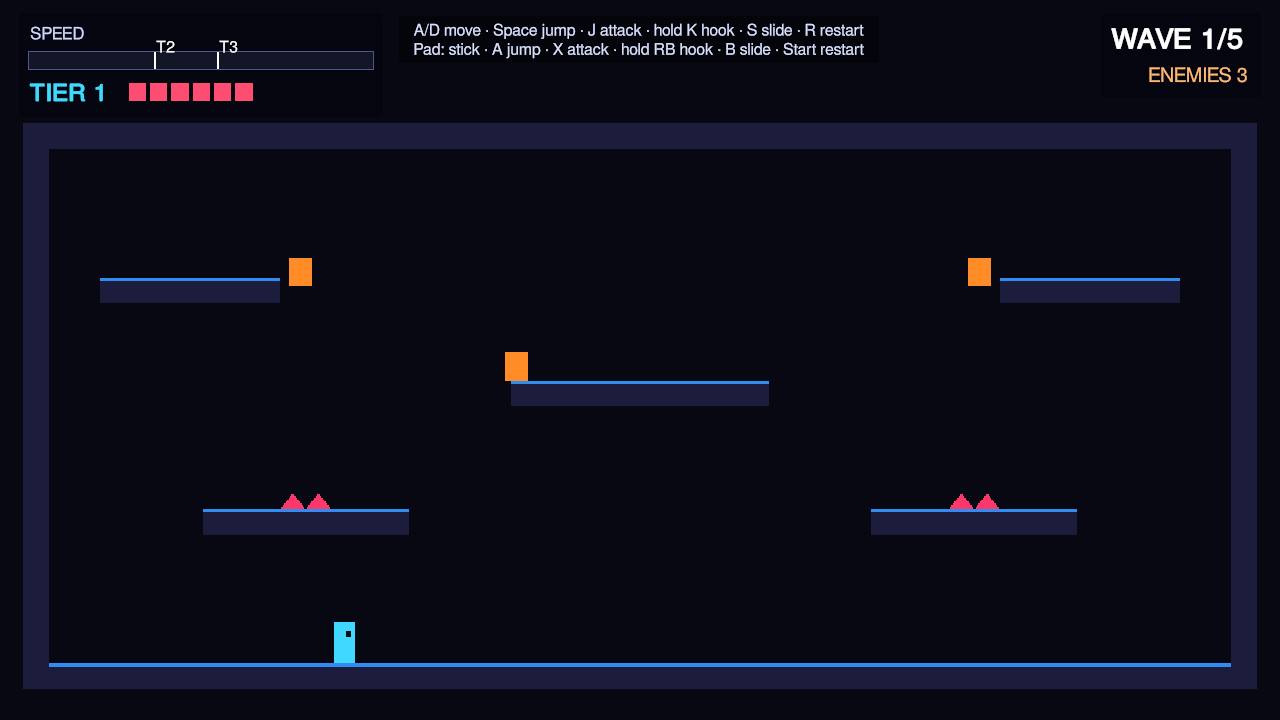 SPEED
T2 T3
TIER 1
A/D move · Space jump · J attack · hold K hook · S slide · R restart
Pad: stick · A jump · X attack · hold RB hook · B slide · Start restart
WAVE 1/5
ENEMIES 3